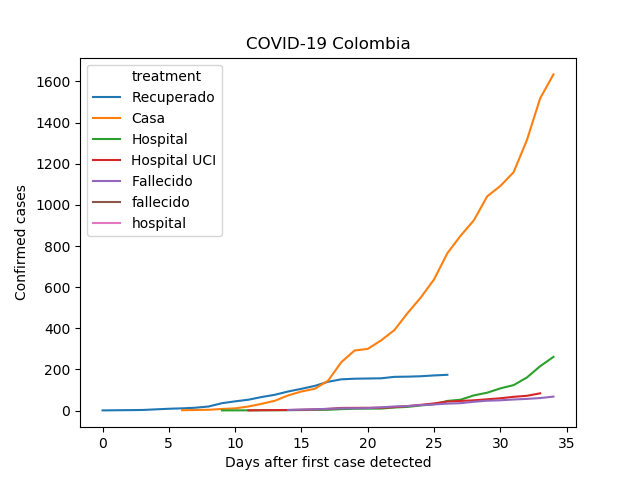 COVID-19 Colombia
treatment
Recuperado
Casa
Hospital
Hospital UCI
Fallecido
fallecido
hospital
Confirmed cases
1600
1400
1200
1000
800
600
400
200
0
0 5 10 15 20 25 30 35
Days after first case detected